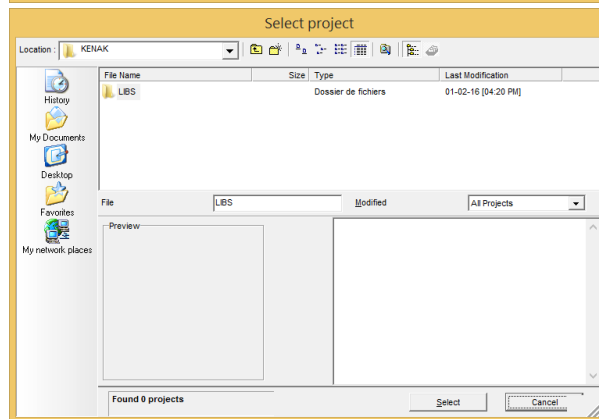 Select project
Location : KENAK
File Name Size Type Last Modification
LIBS Dossier de fichiers 01-02-16 [04:20 PM]
History
My Documents
Desktop
Favorites
My network places
File LIBS Modified All Projects
Preview
Found 0 projects
Select Cancel